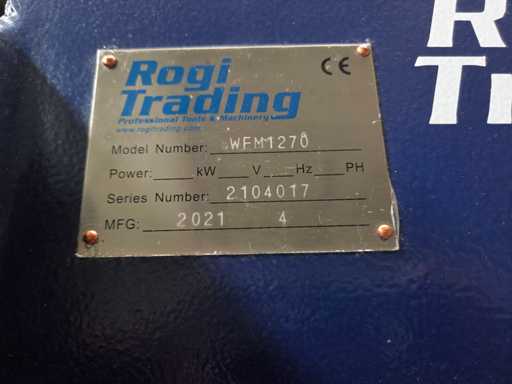 Rogi
Trading
Professional Tools & Machinery
www.rogitrading.com
CE
Model Number: WFM1270
Power: kW V Hz PH
Series Number: 2104017
MFG: 2021 4